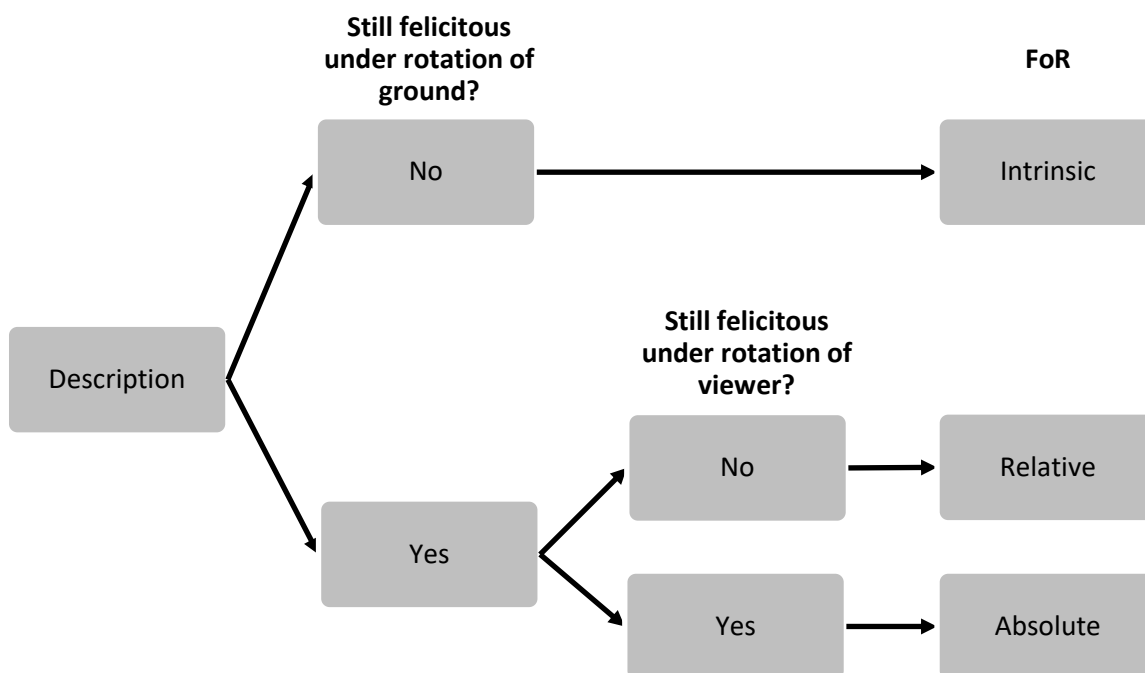 Still felicitous
under rotation of
ground?
FoR
No
Intrinsic
Description
Still felicitous
under rotation of
viewer?
No
Relative
Yes
Yes
Absolute